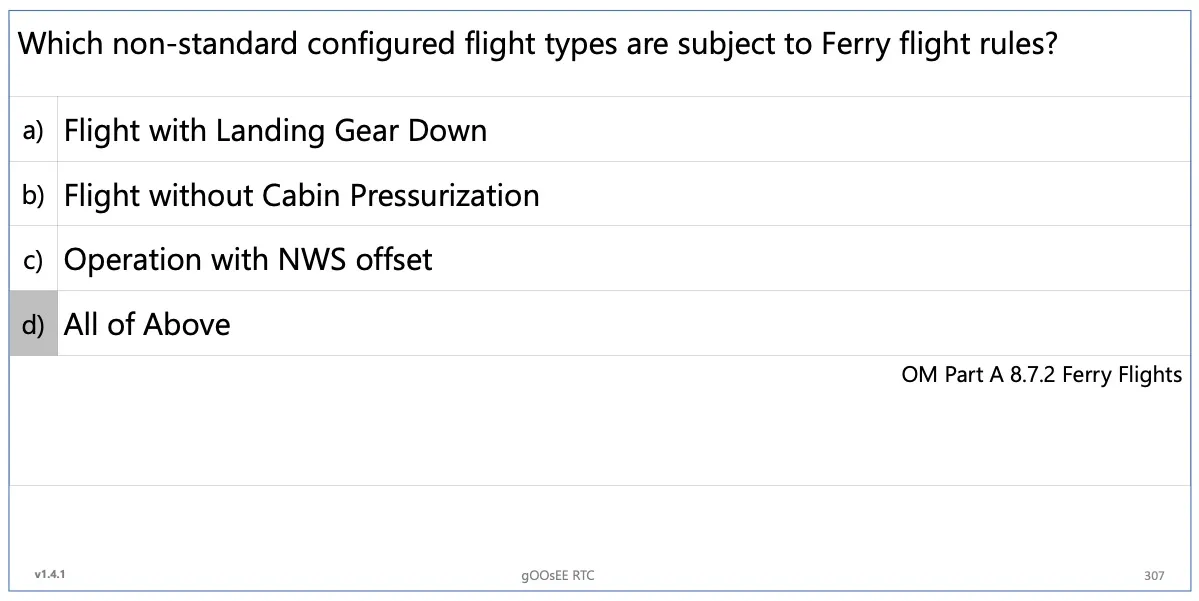 Which non-standard configured flight types are subject to Ferry flight rules?
a) Flight with Landing Gear Down
b) Flight without Cabin Pressurization
c) Operation with NWS offset
d) All of Above
OM Part A 8.7.2 Ferry Flights
v1.4.1 gOOsEE RTC 307